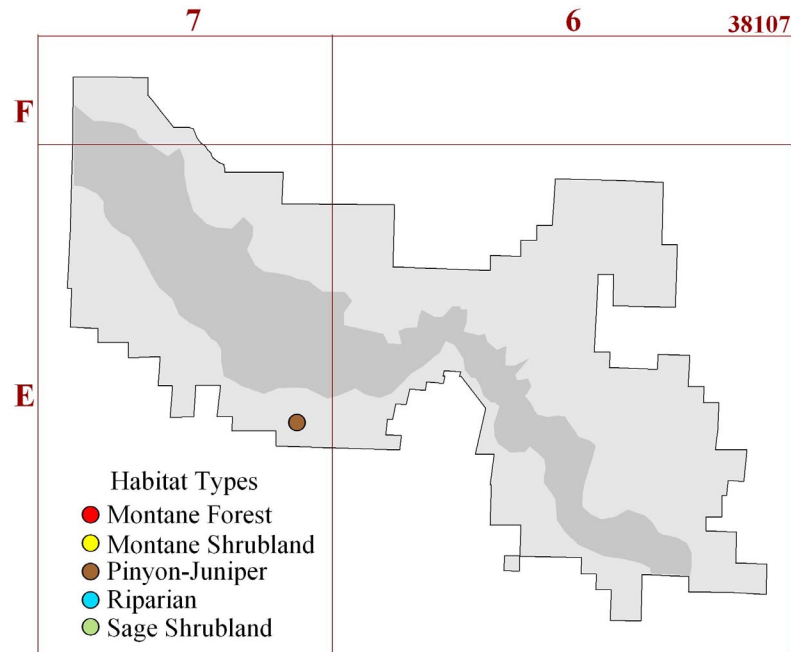 7 6 38107
F
E
Habitat Types
Montane Forest
Montane Shrubland
Pinyon-Juniper
Riparian
Sage Shrubland